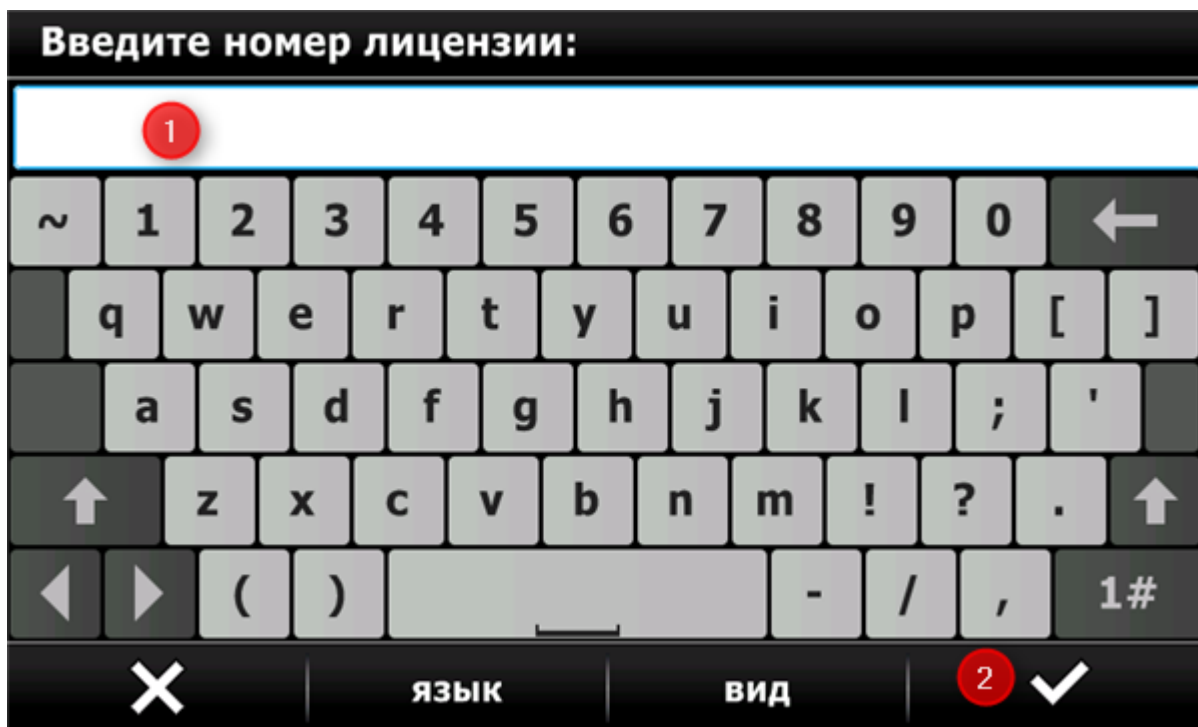 Введите номер лицензии:
1
~ 1 2 3 4 5 6 7 8 9 0
q w e r t y u i o p [ ]
a s d f g h j k l ; '
z x c v b n m ! ? .
( ) - / , 1#
язык вид 2